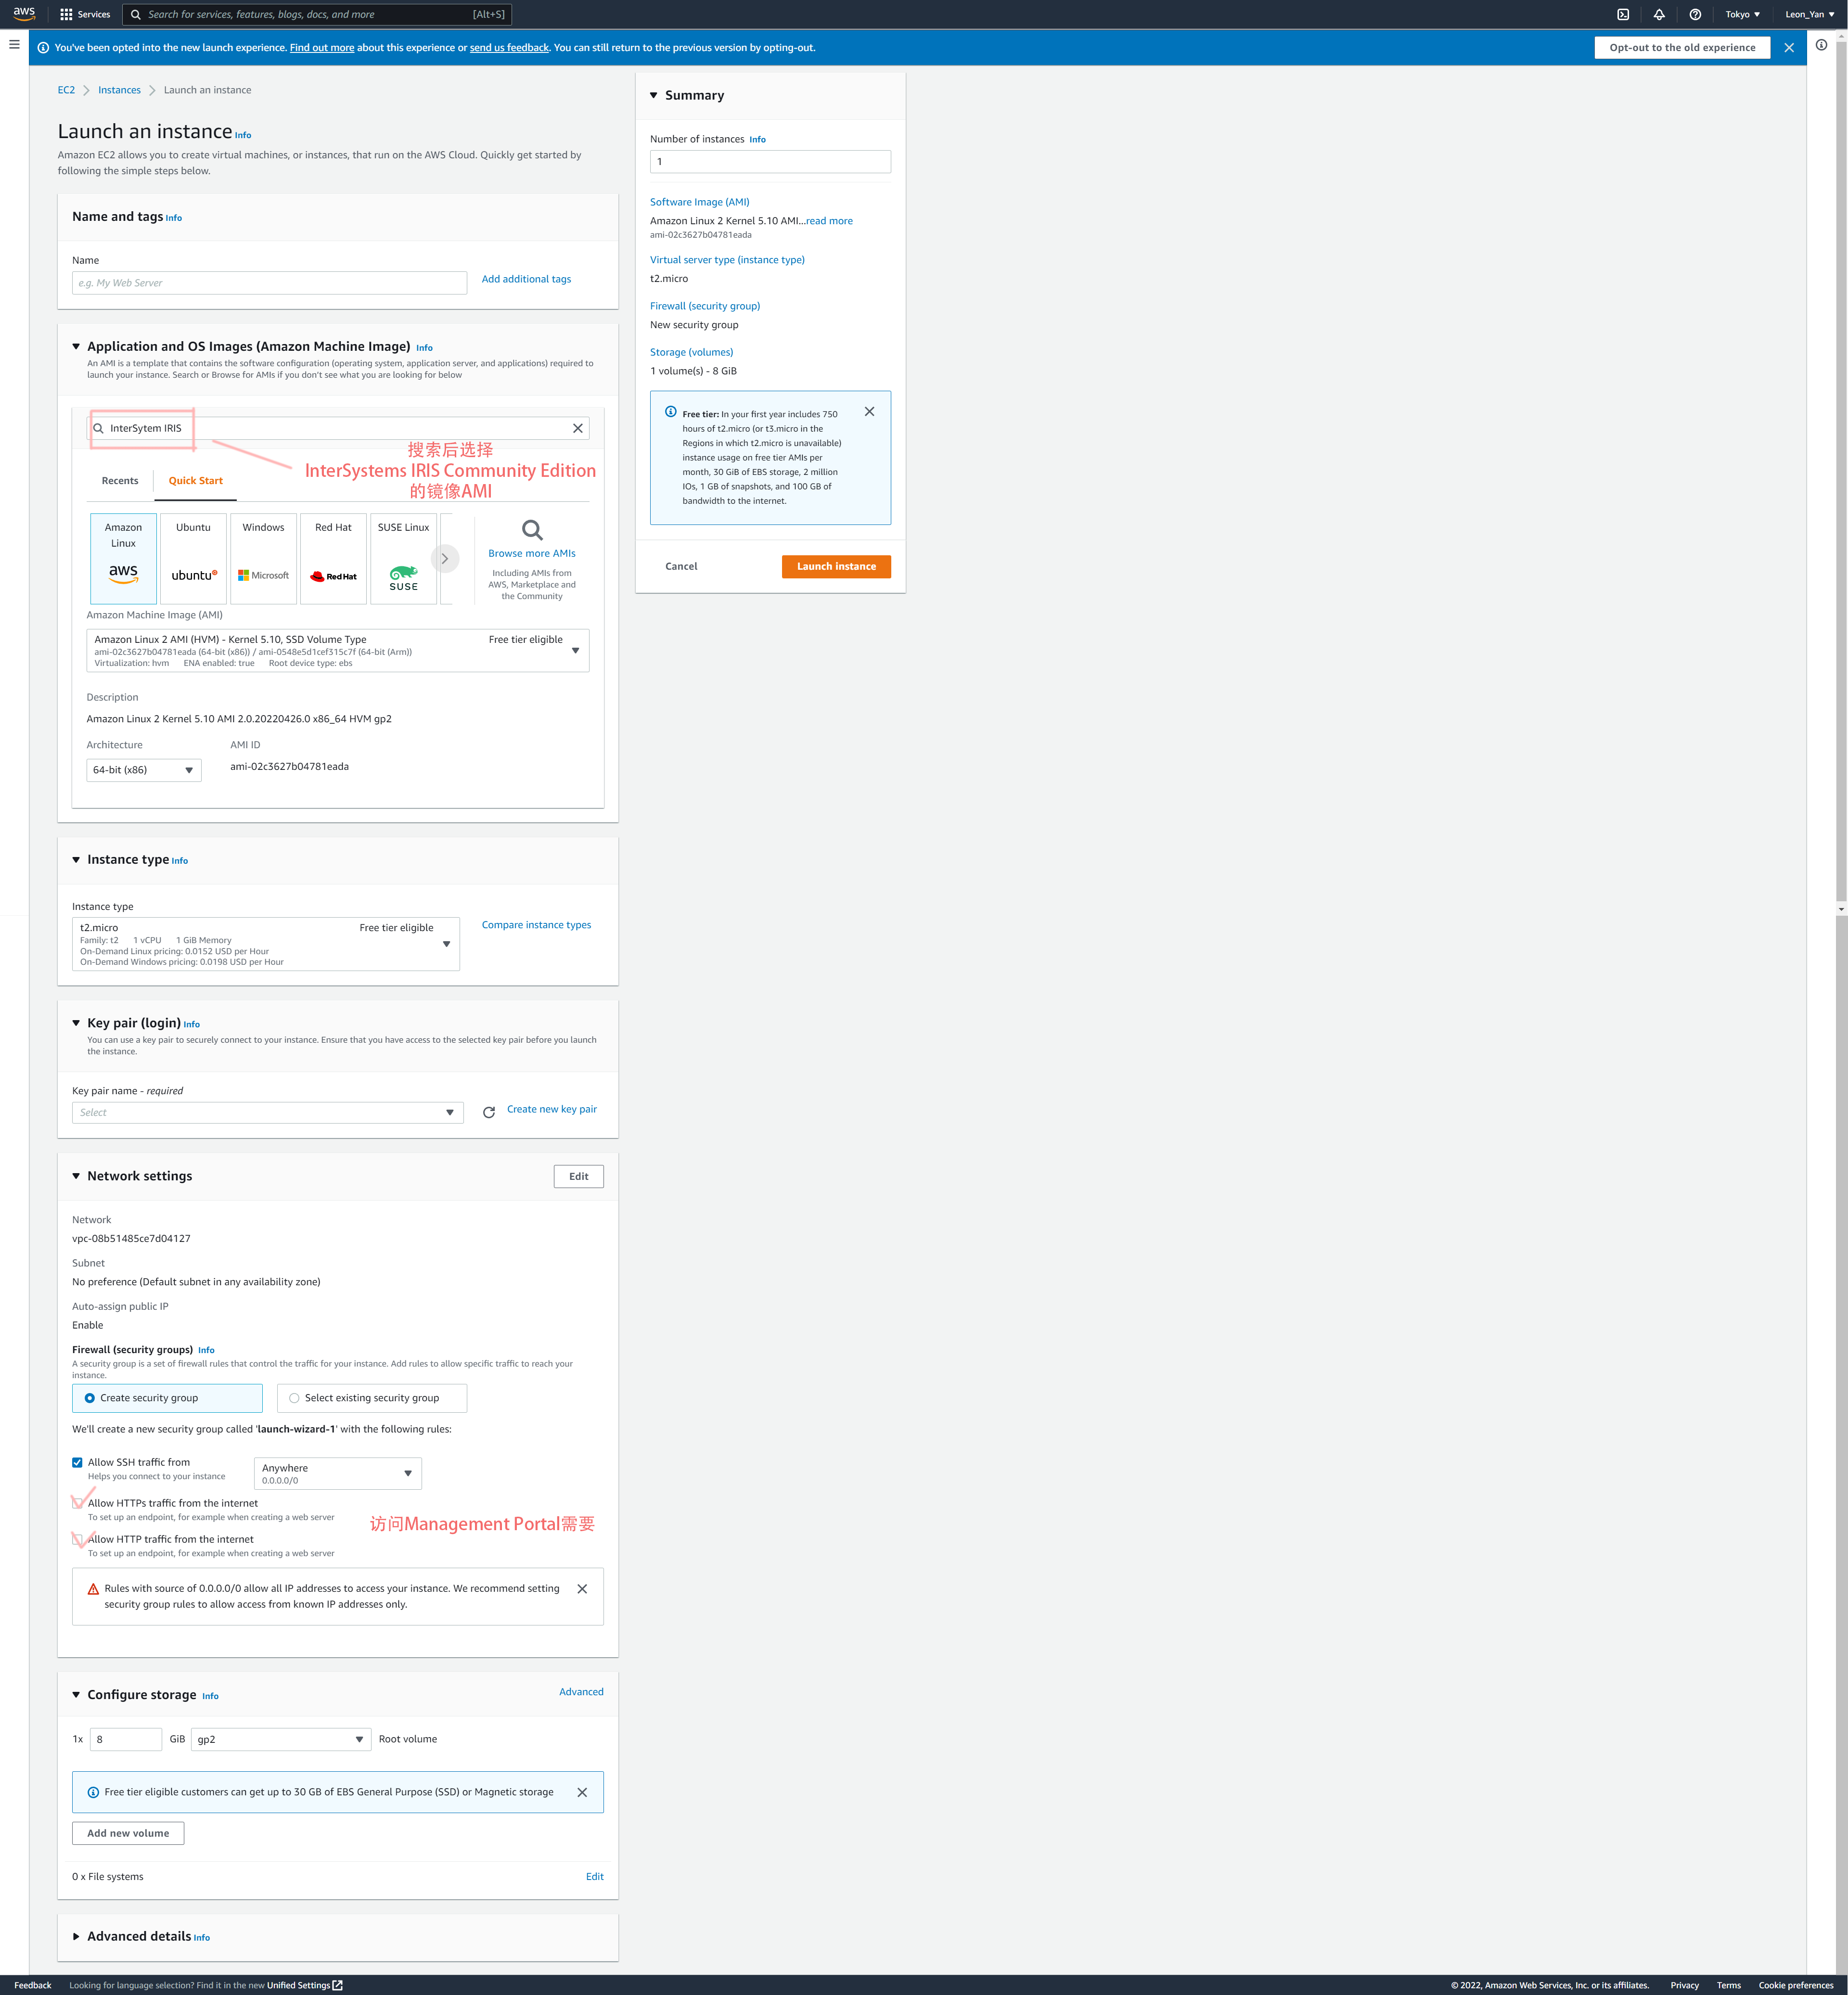 aws
Services
Search for services, features, blogs, docs, and more
[Alt+S]
Tokyo
Leon_Yan
You've been opted into the new launch experience. Find out more about this experience or send us feedback. You can still return to the previous version by opting-out.
Opt-out to the old experience
EC2
Instances
Launch an instance
Launch an instance Info
Amazon EC2 allows you to create virtual machines, or instances, that run on the AWS Cloud. Quickly get started by
following the simple steps below.
Name and tags Info
Name
e.g. My Web Server
Add additional tags
Application and OS Images (Amazon Machine Image) Info
An AMI is a template that contains the software configuration (operating system, application server, and applications) required to
launch your instance. Search or Browse for AMIs if you don't see what you are looking for below
InterSytem IRIS
搜索后选择
InterSystems IRIS Community Edition
的镜像AMI
Recents
Quick Start
Amazon
Linux
aws
Ubuntu
ubuntu
Windows
Microsoft
Red Hat
Red Hat
SUSE Linux
SUSE
Browse more AMIs
Including AMIs from
AWS, Marketplace and
the Community
Amazon Machine Image (AMI)
Amazon Linux 2 AMI (HVM) - Kernel 5.10, SSD Volume Type
Free tier eligible
ami-02c3627b04781eada (64-bit (x86)) / ami-0548e5d1cef315c7f (64-bit (Arm))
Virtualization: hvm ENA enabled: true Root device type: ebs
Description
Amazon Linux 2 Kernel 5.10 AMI 2.0.20220426.0 x86_64 HVM gp2
Architecture
AMI ID
64-bit (x86)
ami-02c3627b04781eada
Instance type Info
Instance type
t2.micro
Free tier eligible
Family: t2 1 vCPU 1 GiB Memory
On-Demand Linux pricing: 0.0152 USD per Hour
On-Demand Windows pricing: 0.0198 USD per Hour
Compare instance types
Key pair (login) Info
You can use a key pair to securely connect to your instance. Ensure that you have access to the selected key pair before you launch
the instance.
Key pair name - required
Select
Create new key pair
Network settings
Edit
Network
vpc-08b51485ce7d04127
Subnet
No preference (Default subnet in any availability zone)
Auto-assign public IP
Enable
Firewall (security groups) Info
A security group is a set of firewall rules that control the traffic for your instance. Add rules to allow specific traffic to reach your
instance.
Create security group
Select existing security group
We'll create a new security group called 'launch-wizard-1' with the following rules:
Allow SSH traffic from
Helps you connect to your instance
Anywhere
0.0.0.0/0
Allow HTTPs traffic from the internet
To set up an endpoint, for example when creating a web server
访问Management Portal需要
Allow HTTP traffic from the internet
To set up an endpoint, for example when creating a web server
Rules with source of 0.0.0.0/0 allow all IP addresses to access your instance. We recommend setting
security group rules to allow access from known IP addresses only.
Configure storage Info
Advanced
1x
8
GiB
gp2
Root volume
Free tier eligible customers can get up to 30 GB of EBS General Purpose (SSD) or Magnetic storage
Add new volume
0 x File systems
Edit
Advanced details Info
Summary
Number of instances Info
1
Software Image (AMI)
Amazon Linux 2 Kernel 5.10 AMI...read more
ami-02c3627b04781eada
Virtual server type (instance type)
t2.micro
Firewall (security group)
New security group
Storage (volumes)
1 volume(s) - 8 GiB
Free tier: In your first year includes 750
hours of t2.micro (or t3.micro in the
Regions in which t2.micro is unavailable)
instance usage on free tier AMIs per
month, 30 GiB of EBS storage, 2 million
IOs, 1 GB of snapshots, and 100 GB of
bandwidth to the internet.
Cancel
Launch instance
Feedback
Looking for language selection? Find it in the new Unified Settings
© 2022, Amazon Web Services, Inc. or its affiliates.
Privacy
Terms
Cookie preferences